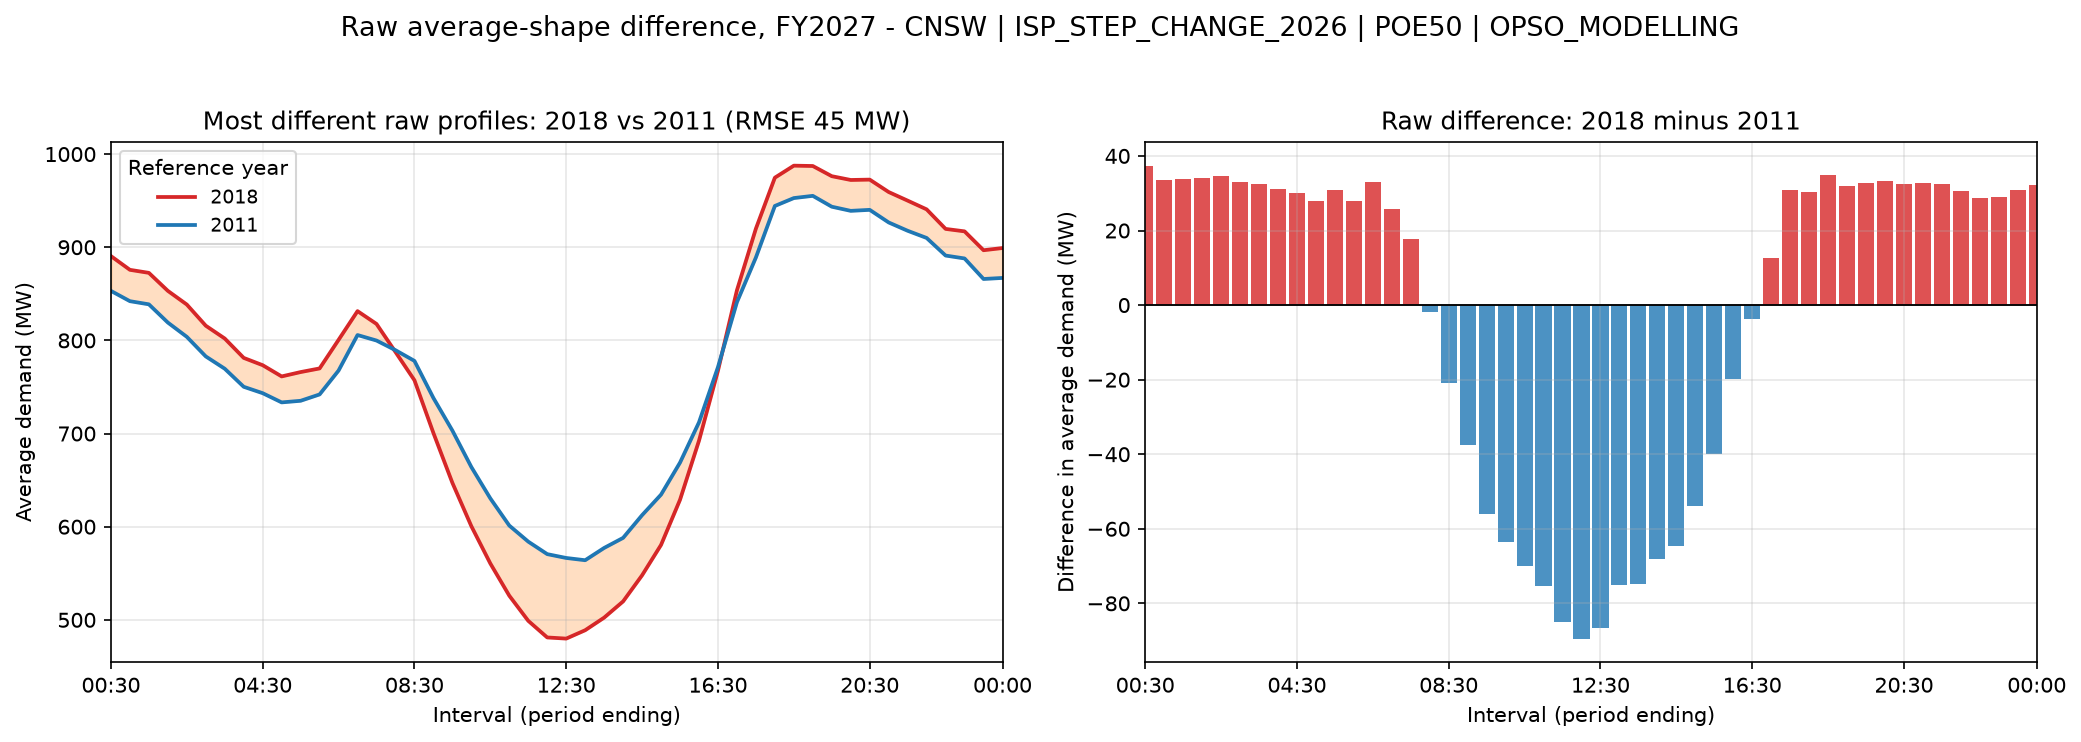 Raw average-shape difference, FY2027 - CNSW | ISP_STEP_CHANGE_2026 | POE50 | OPSO_MODELLING
Most different raw profiles: 2018 vs 2011 (RMSE 45 MW)
Average demand (MW)
1000
900
800
700
600
500
Reference year
2018
2011
00:30 04:30 08:30 12:30 16:30 20:30 00:00
Interval (period ending)
Raw difference: 2018 minus 2011
Difference in average demand (MW)
40
20
0
−20
−40
−60
−80
00:30 04:30 08:30 12:30 16:30 20:30 00:00
Interval (period ending)